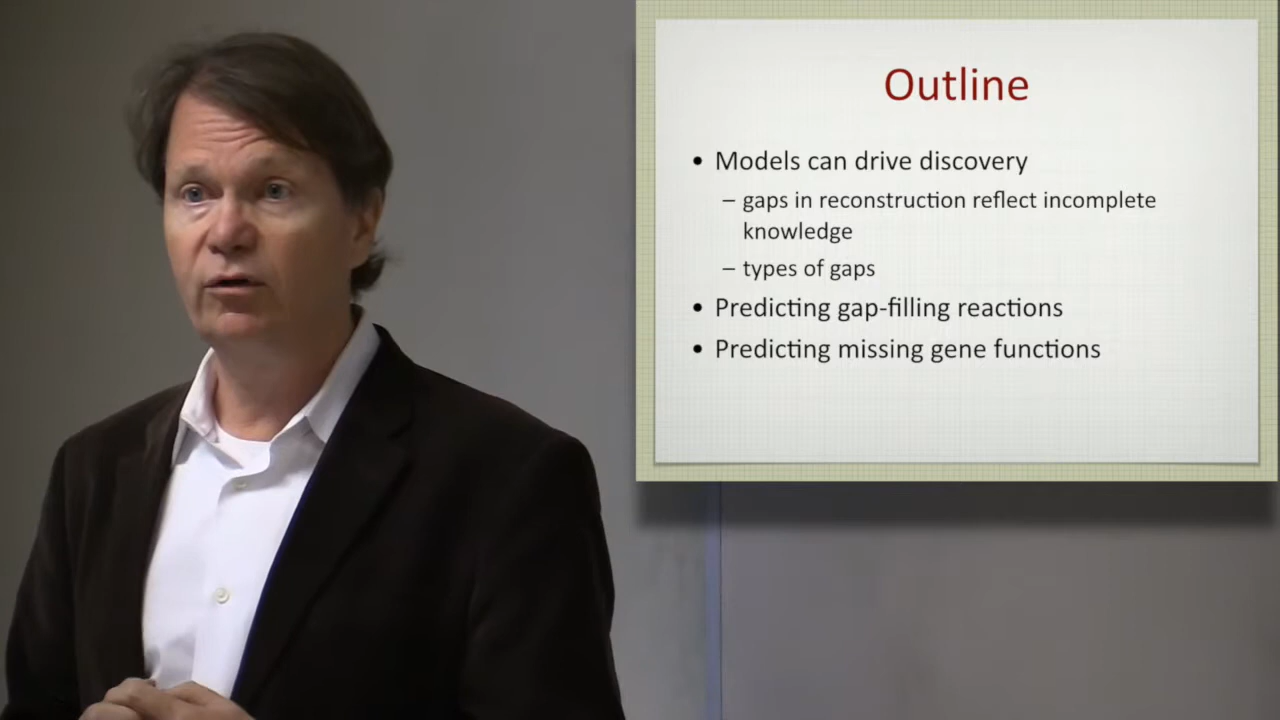 Outline
• Models can drive discovery
– gaps in reconstruction reflect incomplete
knowledge
– types of gaps
• Predicting gap-filling reactions
• Predicting missing gene functions